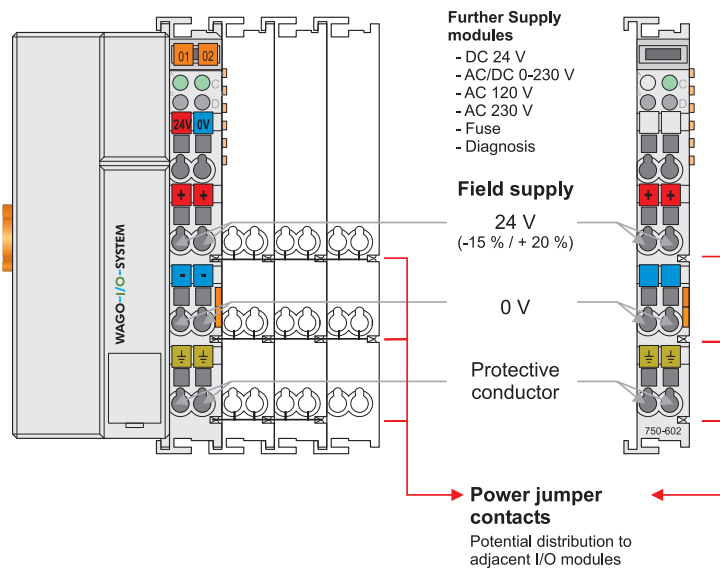 01 02
C
D
24V 0V
+ +
- -
WAGO-I/O-SYSTEM
Further Supply
modules
- DC 24 V
- AC/DC 0-230 V
- AC 120 V
- AC 230 V
- Fuse
- Diagnosis
Field supply
24 V
(-15 % / + 20 %)
0 V
Protective
conductor
Power jumper
contacts
Potential distribution to
adjacent I/O modules
C
D
+ +
750-602